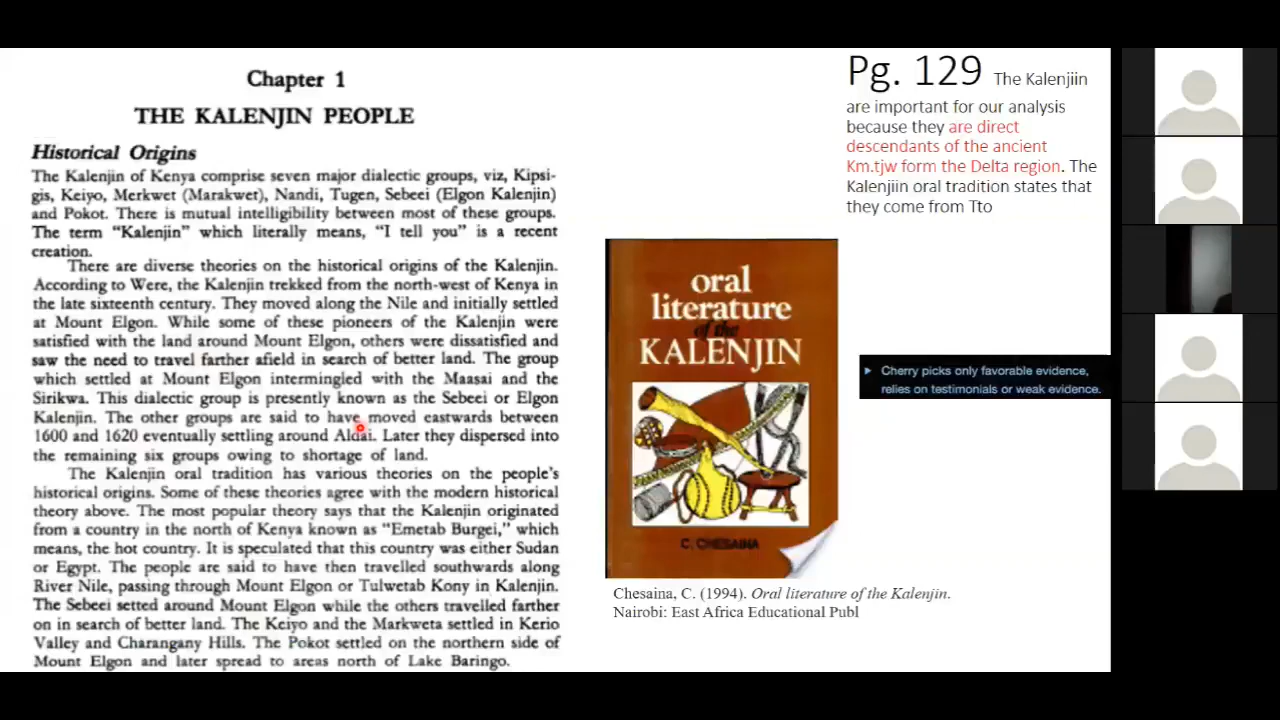 Chapter 1
THE KALENJIN PEOPLE
Historical Origins
The Kalenjin of Kenya comprise seven major dialectic groups, viz, Kipsi-
gis, Keiyo, Merkwet (Marakwet), Nandi, Tugen, Sebeei (Elgon Kalenjin)
and Pokot. There is mutual intelligibility between most of these groups.
The term "Kalenjin" which literally means, "I tell you" is a recent
creation.
There are diverse theories on the historical origins of the Kalenjin.
According to Were, the Kalenjin trekked from the north-west of Kenya in
the late sixteenth century. They moved along the Nile and initially settled
at Mount Elgon. While some of these pioneers of the Kalenjin were
satisfied with the land around Mount Elgon, others were dissatisfied and
saw the need to travel farther afield in search of better land. The group
which settled at Mount Elgon intermingled with the Maasai and the
Sirikwa. This dialectic group is presently known as the Sebeei or Elgon
Kalenjin. The other groups are said to have moved eastwards between
1600 and 1620 eventually settling around Aldai. Later they dispersed into
the remaining six groups owing to shortage of land.
The Kalenjin oral tradition has various theories on the people's
historical origins. Some of these theories agree with the modern historical
theory above. The most popular theory says that the Kalenjin originated
from a country in the north of Kenya known as "Emetab Burgei," which
means, the hot country. It is speculated that this country was either Sudan
or Egypt. The people are said to have then travelled southwards along
River Nile, passing through Mount Elgon or Tulwetab Kony in Kalenjin.
The Sebeei setted around Mount Elgon while the others travelled farther
on in search of better land. The Keiyo and the Markweta settled in Kerio
Valley and Charangany Hills. The Pokot settled on the northern side of
Mount Elgon and later spread to areas north of Lake Baringo.
oral
literature
of the
KALENJIN
C. CHESAINA
Chesaina, C. (1994). Oral literature of the Kalenjin.
Nairobi: East Africa Educational Publ
Pg. 129 The Kalenjiin
are important for our analysis
because they are direct
descendants of the ancient
Km.tjw form the Delta region. The
Kalenjiin oral tradition states that
they come from Tto
Cherry picks only favorable evidence,
relies on testimonials or weak evidence.